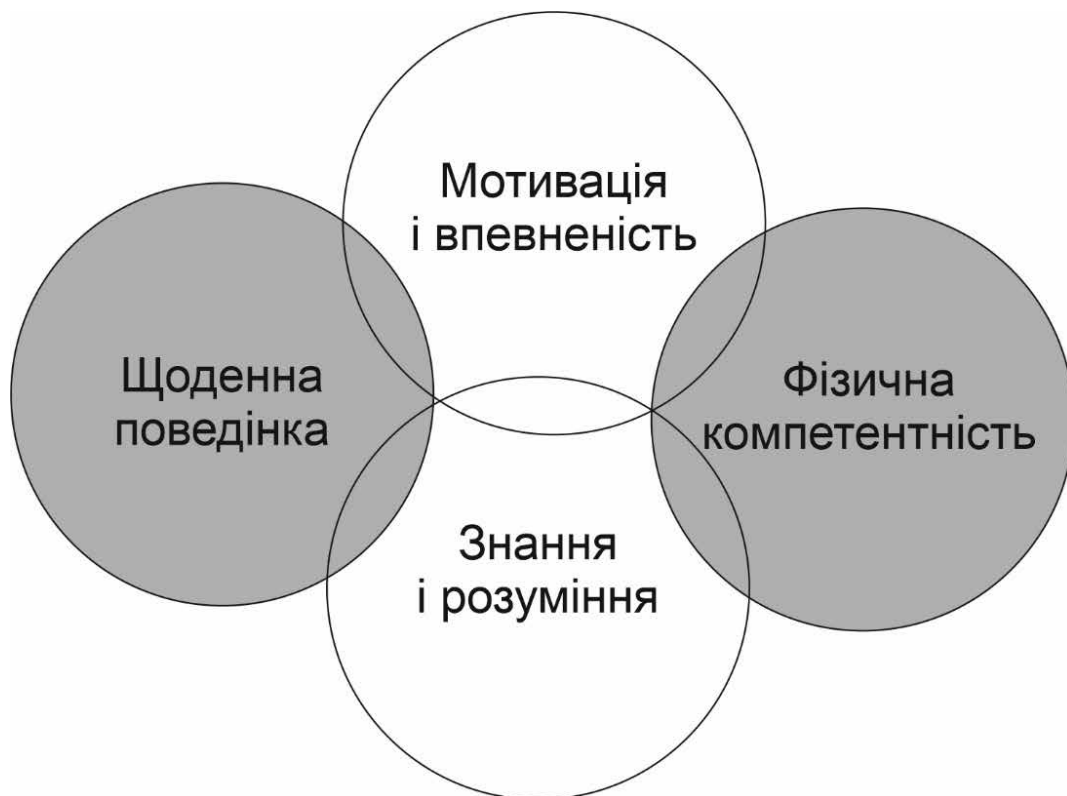 Мотивація
і впевненість
Щоденна
поведінка
Фізична
компетентність
Знання
і розуміння